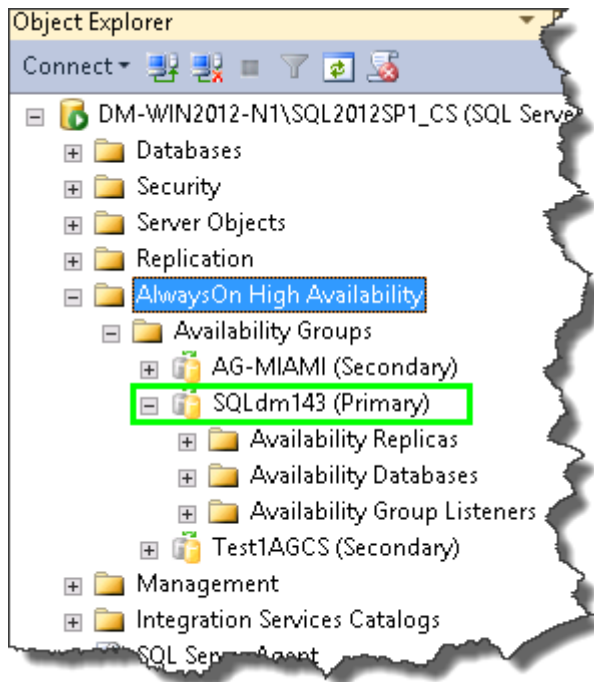 Object Explorer
Connect
DM-WIN2012-N1\SQL2012SP1_CS (SQL Server
Databases
Security
Server Objects
Replication
AlwaysOn High Availability
Availability Groups
AG-MIAMI (Secondary)
SQLdm143 (Primary)
Availability Replicas
Availability Databases
Availability Group Listeners
Test1AGCS (Secondary)
Management
Integration Services Catalogs
SQL Server Agent